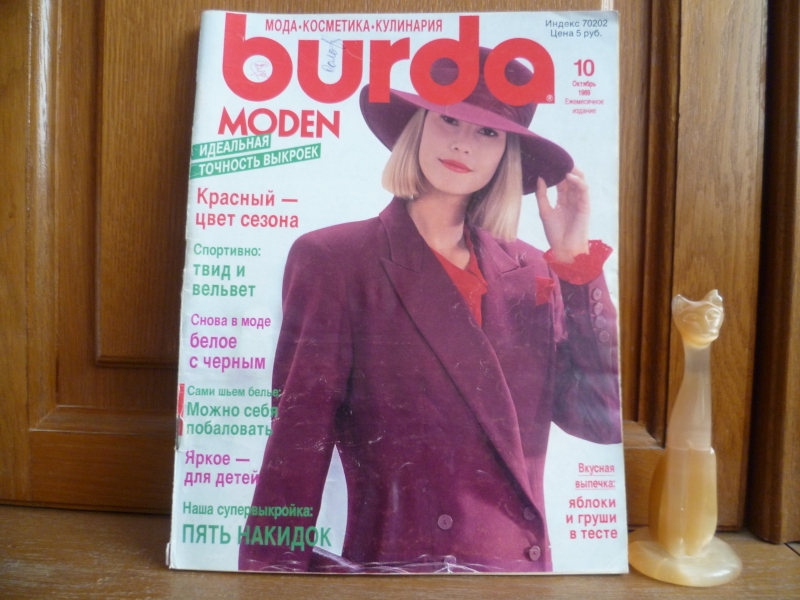 МОДА•КОСМЕТИКА•КУЛИНАРИЯ
Индекс 70202
Цена 5 руб.
burda
MODEN
10
Октябрь
1989
Ежемесячное
издание
ИДЕАЛЬНАЯ
ТОЧНОСТЬ ВЫКРОЕК
Красный —
цвет сезона
Спортивно:
твид и
вельвет
Снова в моде
белое
с черным
Сами шьем белье:
Можно себя
побаловать
Яркое —
для детей
Наша супервыкройка:
ПЯТЬ НАКИДОК
Вкусная
выпечка:
яблоки
и груши
в тесте